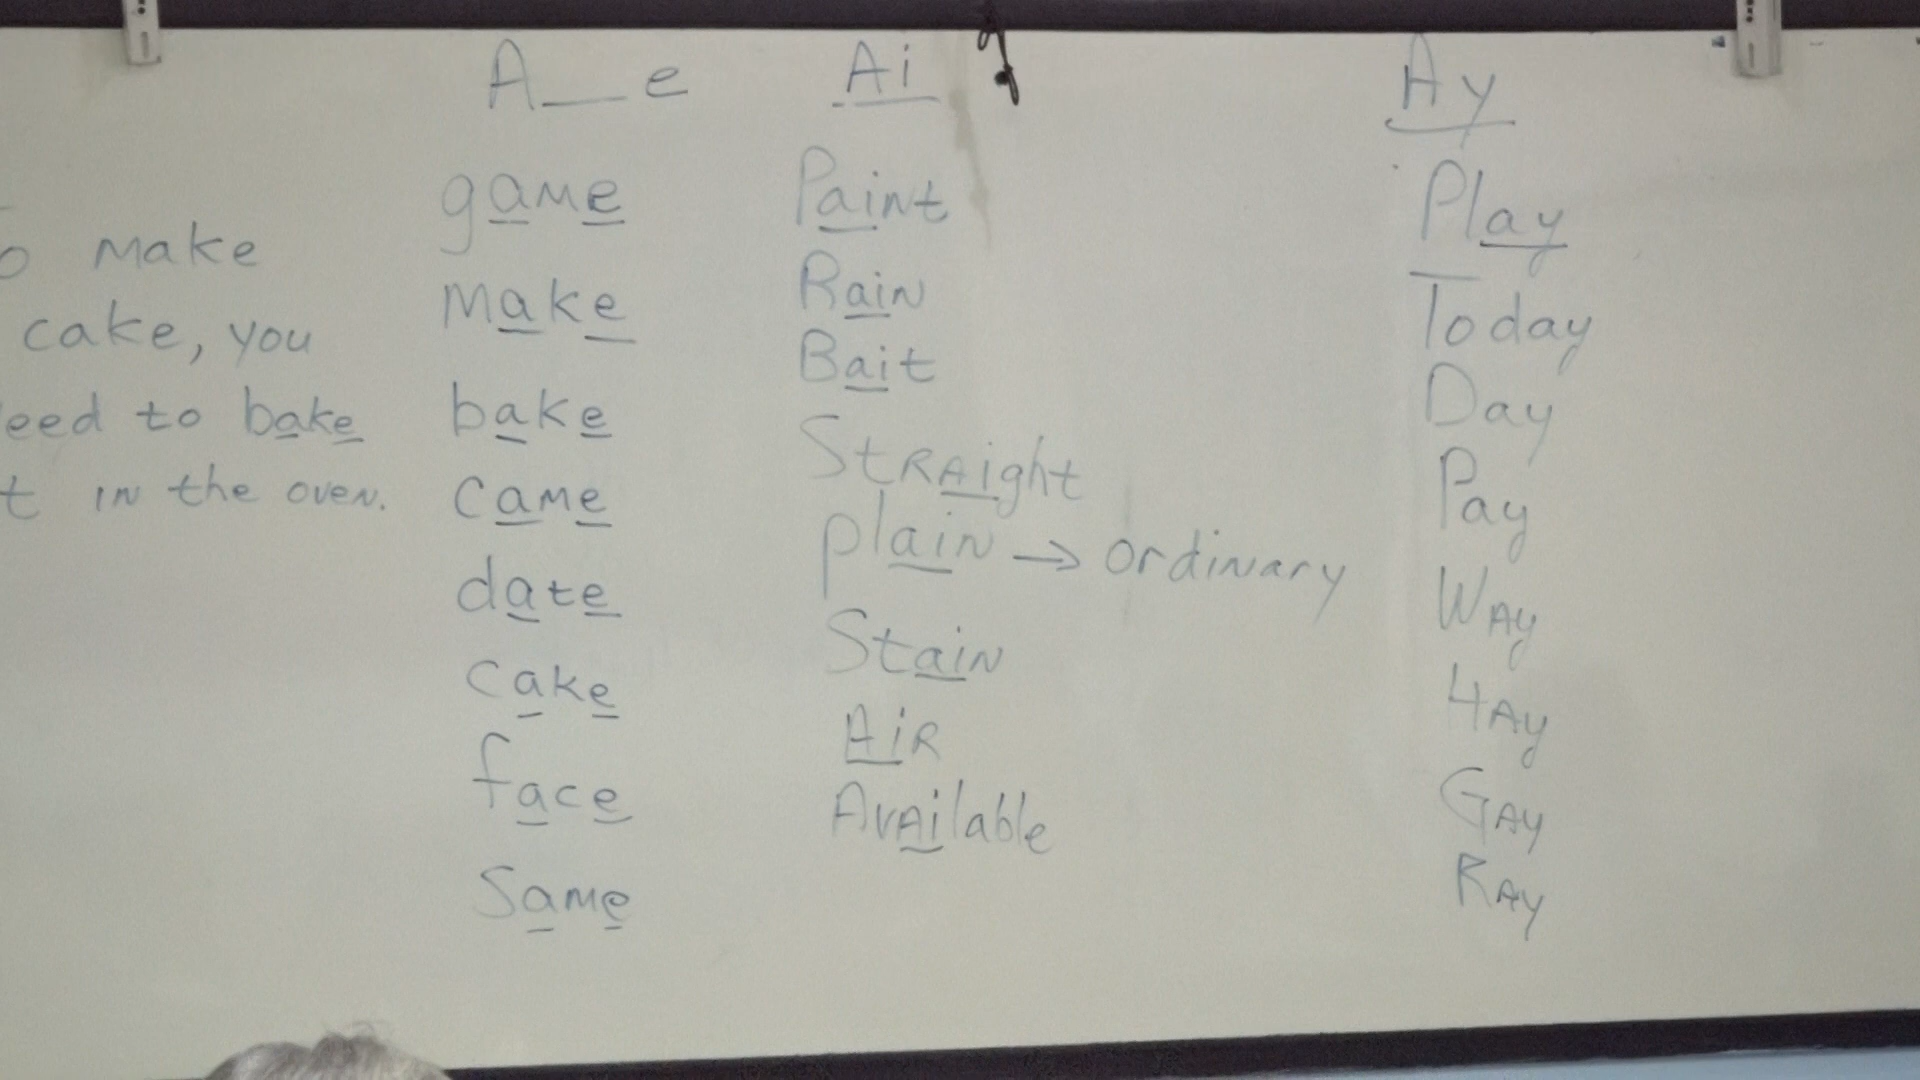 A__e
game
make
bake
came
date
cake
face
same
Ai
Paint
Rain
Bait
Straight
plain → ordinary
Stain
Air
Available
Ay
Play
Today
Day
Pay
Way
Hay
Gay
Ray
make
cake, you
to bake
in the oven.